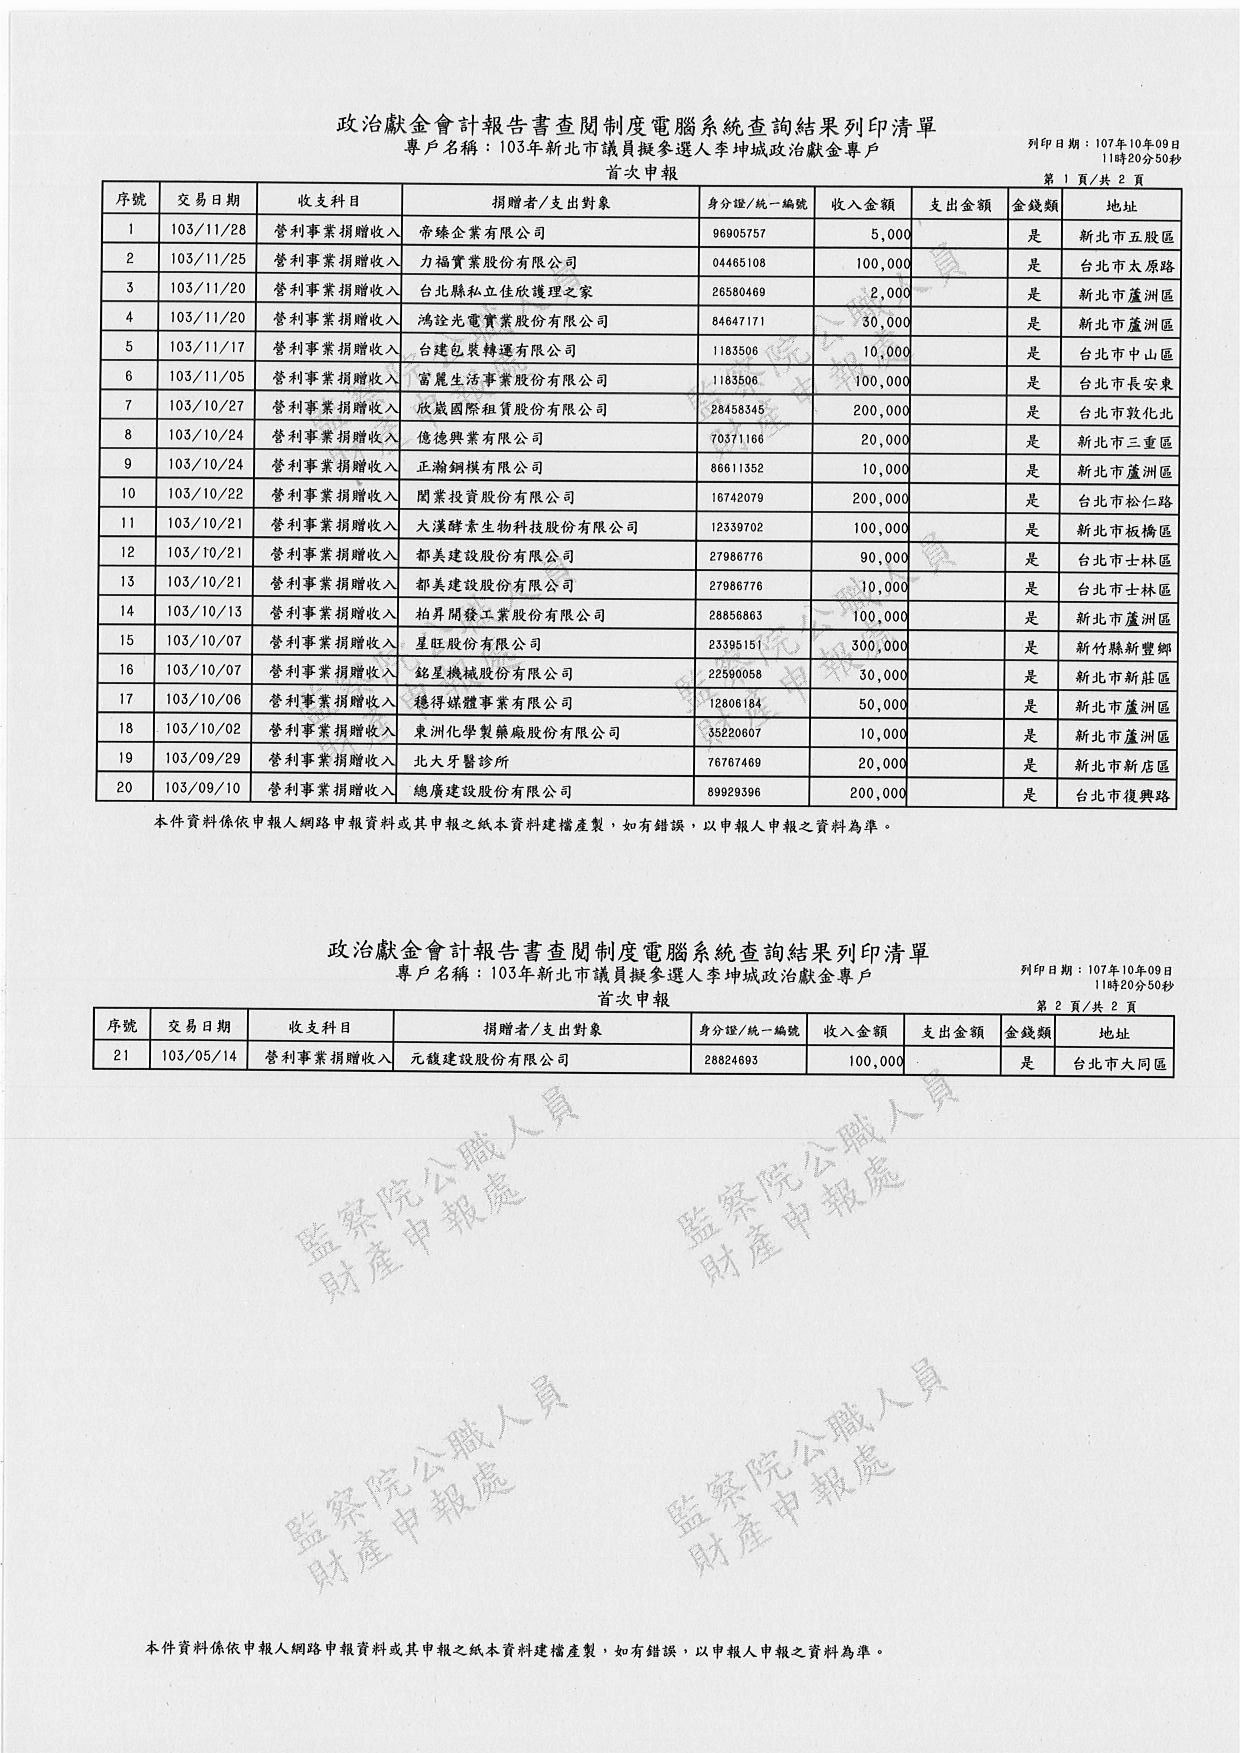 政治獻金會計報告書查閱制度電腦系統查詢結果列印清單
專戶名稱：103年新北市議員擬參選人李坤城政治獻金專戶
列印日期：107年10年09日
11時20分50秒
首次申報
第 1 頁/共 2 頁
序號 交易日期 收支科目 捐贈者/支出對象 身分證/統一編號 收入金額 支出金額 金錢類 地址
1 103/11/28 營利事業捐贈收入 帝臻企業有限公司 96905757 5,000 是 新北市五股區
2 103/11/25 營利事業捐贈收入 力福實業股份有限公司 04465108 100,000 是 台北市太原路
3 103/11/20 營利事業捐贈收入 台北縣私立佳欣護理之家 26580469 2,000 是 新北市蘆洲區
4 103/11/20 營利事業捐贈收入 鴻詮光電實業股份有限公司 84647171 30,000 是 新北市蘆洲區
5 103/11/17 營利事業捐贈收入 台建包裝轉運有限公司 1183506 10,000 是 台北市中山區
6 103/11/05 營利事業捐贈收入 富麗生活事業股份有限公司 1183506 100,000 是 台北市長安東
7 103/10/27 營利事業捐贈收入 欣崴國際租賃股份有限公司 28458345 200,000 是 台北市敦化北
8 103/10/24 營利事業捐贈收入 億德興業有限公司 70371166 20,000 是 新北市三重區
9 103/10/24 營利事業捐贈收入 正瀚鋼模有限公司 86611352 10,000 是 新北市蘆洲區
10 103/10/22 營利事業捐贈收入 閎業投資股份有限公司 16742079 200,000 是 台北市松仁路
11 103/10/21 營利事業捐贈收入 大漢酵素生物科技股份有限公司 12339702 100,000 是 新北市板橋區
12 103/10/21 營利事業捐贈收入 都美建設股份有限公司 27986776 90,000 是 台北市士林區
13 103/10/21 營利事業捐贈收入 都美建設股份有限公司 27986776 10,000 是 台北市士林區
14 103/10/13 營利事業捐贈收入 柏昇開發工業股份有限公司 28856863 100,000 是 新北市蘆洲區
15 103/10/07 營利事業捐贈收入 星旺股份有限公司 23395151 300,000 是 新竹縣新豐鄉
16 103/10/07 營利事業捐贈收入 銘星機械股份有限公司 22590058 30,000 是 新北市新莊區
17 103/10/06 營利事業捐贈收入 穩得媒體事業有限公司 12806184 50,000 是 新北市蘆洲區
18 103/10/02 營利事業捐贈收入 東洲化學製藥廠股份有限公司 35220607 10,000 是 新北市蘆洲區
19 103/09/29 營利事業捐贈收入 北大牙醫診所 76767469 20,000 是 新北市新店區
20 103/09/10 營利事業捐贈收入 總廣建設股份有限公司 89929396 200,000 是 台北市復興路
監察院公職人員
財產申報處
監察院公職人員
財產申報處
監察院公職人員
財產申報處
監察院公職人員
財產申報處
本件資料係依申報人網路申報資料或其申報之紙本資料建檔產製，如有錯誤，以申報人申報之資料為準。
政治獻金會計報告書查閱制度電腦系統查詢結果列印清單
專戶名稱：103年新北市議員擬參選人李坤城政治獻金專戶
列印日期：107年10年09日
11時20分50秒
首次申報
第 2 頁/共 2 頁
序號 交易日期 收支科目 捐贈者/支出對象 身分證/統一編號 收入金額 支出金額 金錢類 地址
21 103/05/14 營利事業捐贈收入 元馥建設股份有限公司 28824693 100,000 是 台北市大同區
監察院公職人員
財產申報處
監察院公職人員
財產申報處
監察院公職人員
財產申報處
監察院公職人員
財產申報處
本件資料係依申報人網路申報資料或其申報之紙本資料建檔產製，如有錯誤，以申報人申報之資料為準。